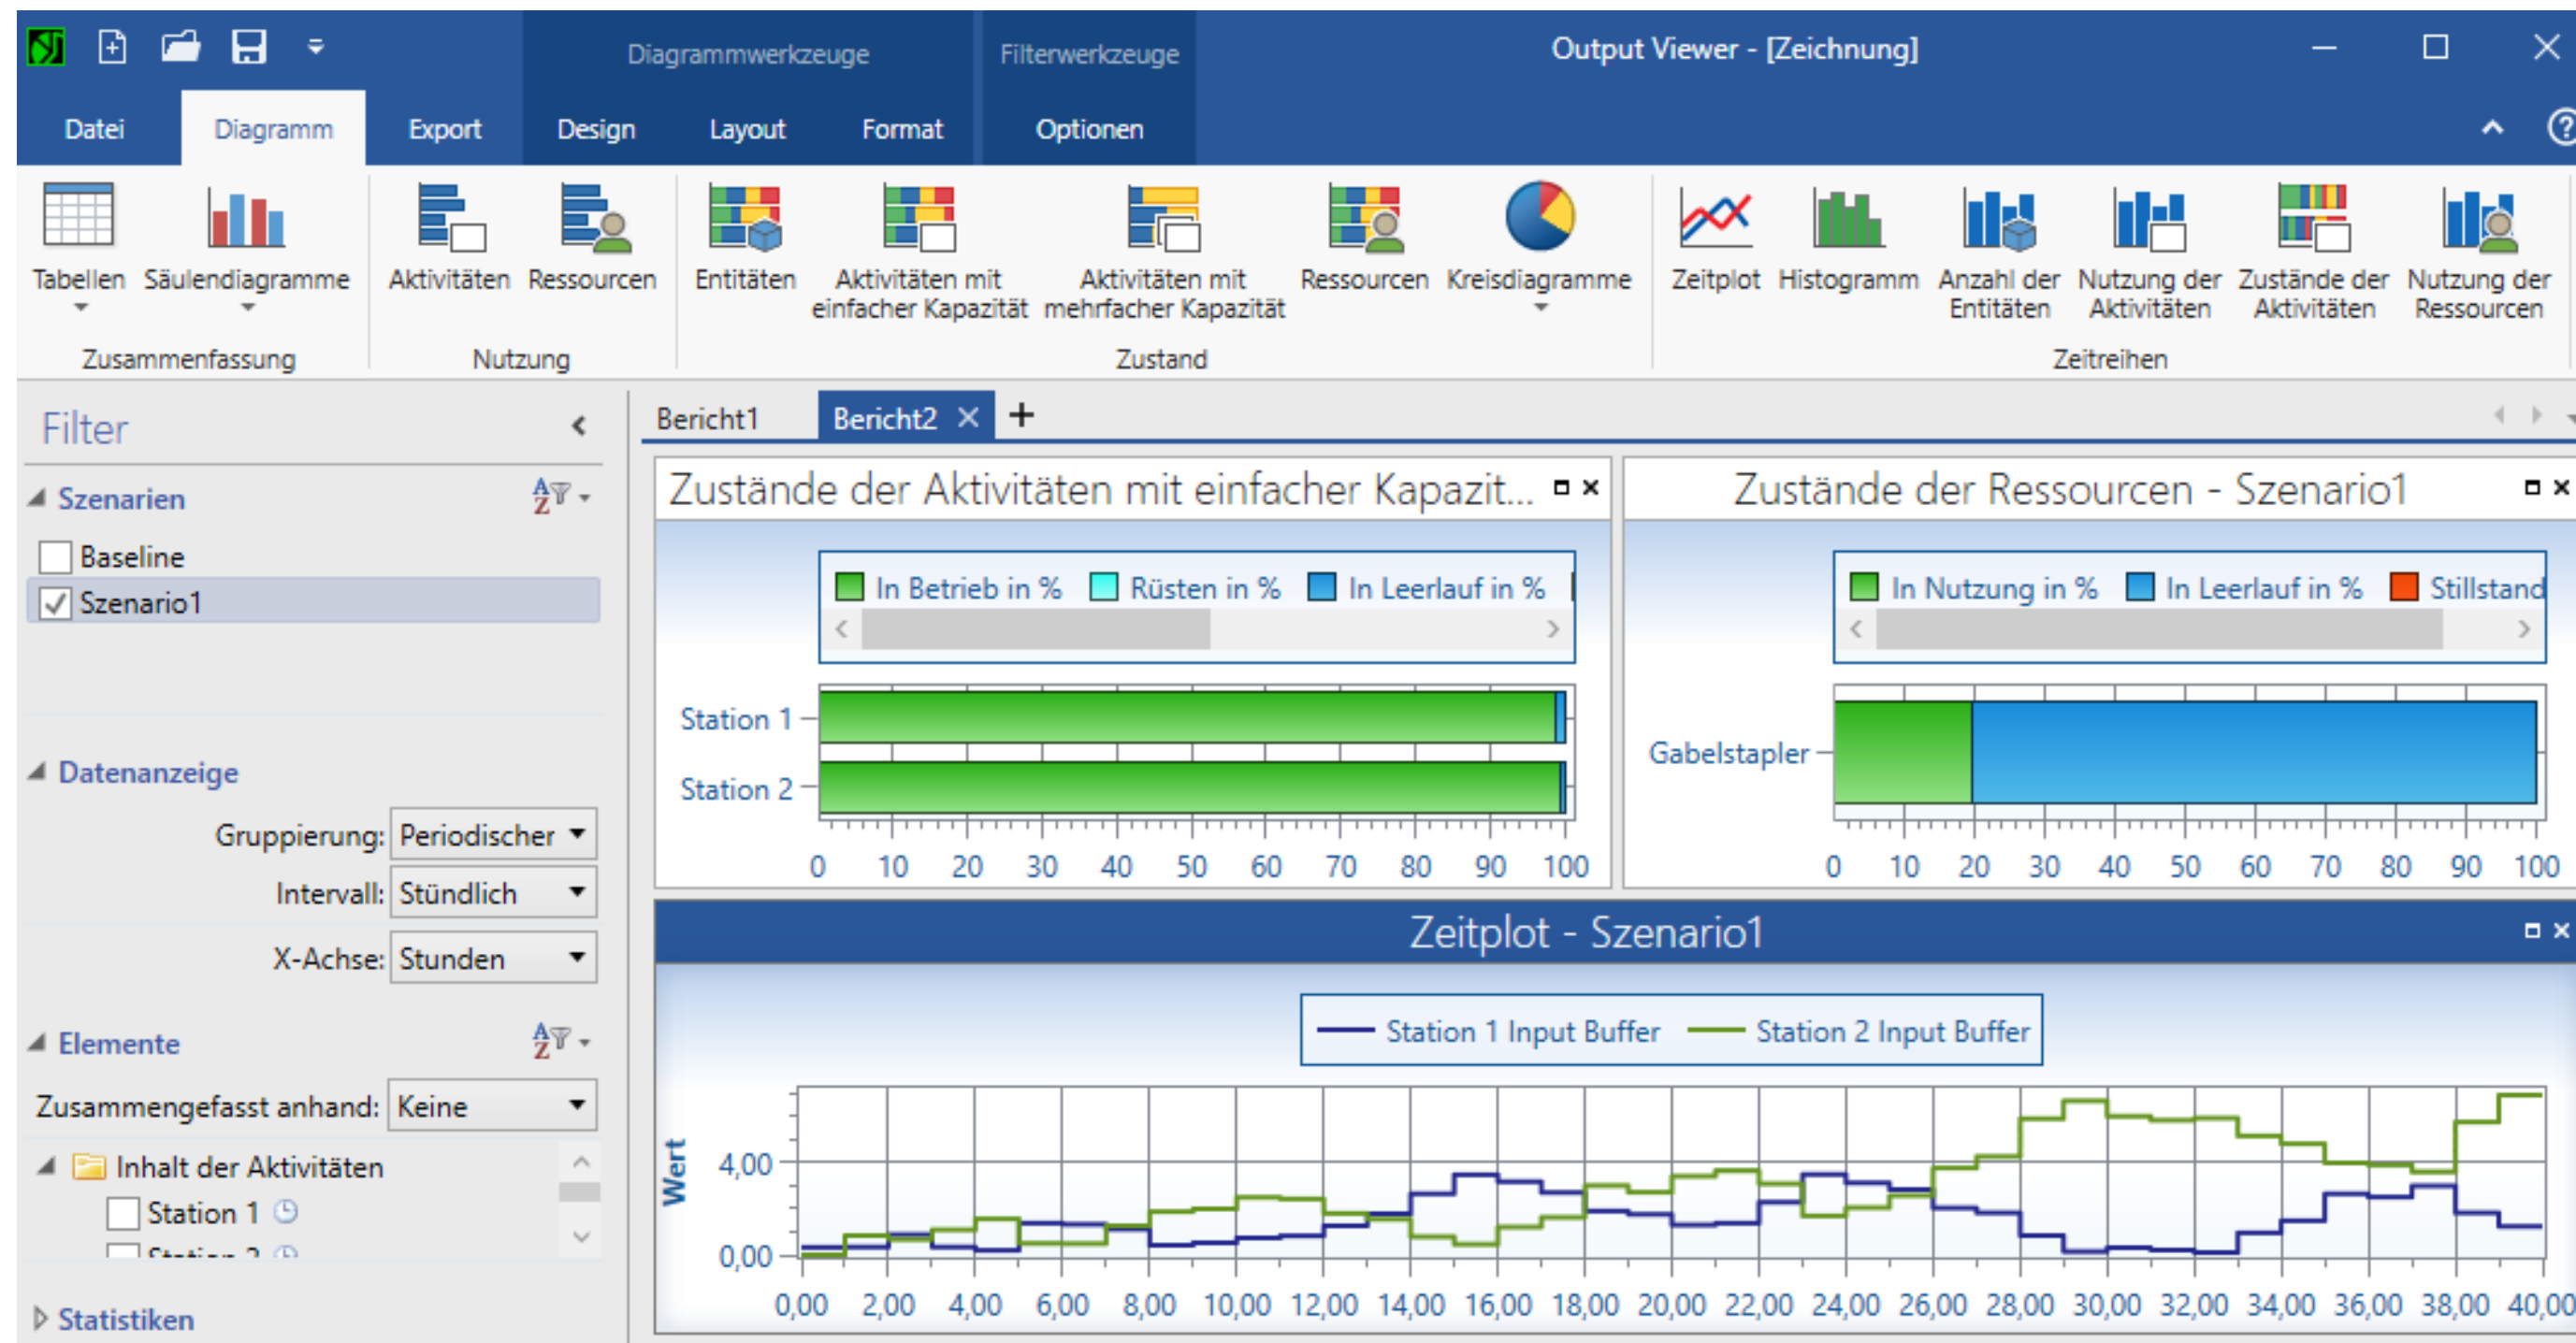 Diagrammwerkzeuge Filterwerkzeuge Output Viewer - [Zeichnung]
Datei Diagramm Export Design Layout Format Optionen
Tabellen Säulendiagramme Aktivitäten Ressourcen Entitäten Aktivitäten mit Aktivitäten mit Ressourcen Kreisdiagramme Zeitplot Histogramm Anzahl der Nutzung der Zustände der Nutzung der
einfacher Kapazität mehrfacher Kapazität Entitäten Aktivitäten Aktivitäten Ressourcen
Zusammenfassung Nutzung Zustand Zeitreihen
Filter
Szenarien
Baseline
Szenario1
Datenanzeige
Gruppierung: Periodischer
Intervall: Stündlich
X-Achse: Stunden
Elemente
Zusammengefasst anhand: Keine
Inhalt der Aktivitäten
Station 1
Station 2
Statistiken
Bericht1 Bericht2
Zustände der Aktivitäten mit einfacher Kapazit...
In Betrieb in % Rüsten in % In Leerlauf in %
Station 1
Station 2
0 10 20 30 40 50 60 70 80 90 100
Zustände der Ressourcen - Szenario1
In Nutzung in % In Leerlauf in % Stillstand
Gabelstapler
0 10 20 30 40 50 60 70 80 90 100
Zeitplot - Szenario1
Station 1 Input Buffer Station 2 Input Buffer
Wert
4,00
0,00
0,00 2,00 4,00 6,00 8,00 10,00 12,00 14,00 16,00 18,00 20,00 22,00 24,00 26,00 28,00 30,00 32,00 34,00 36,00 38,00 40,00